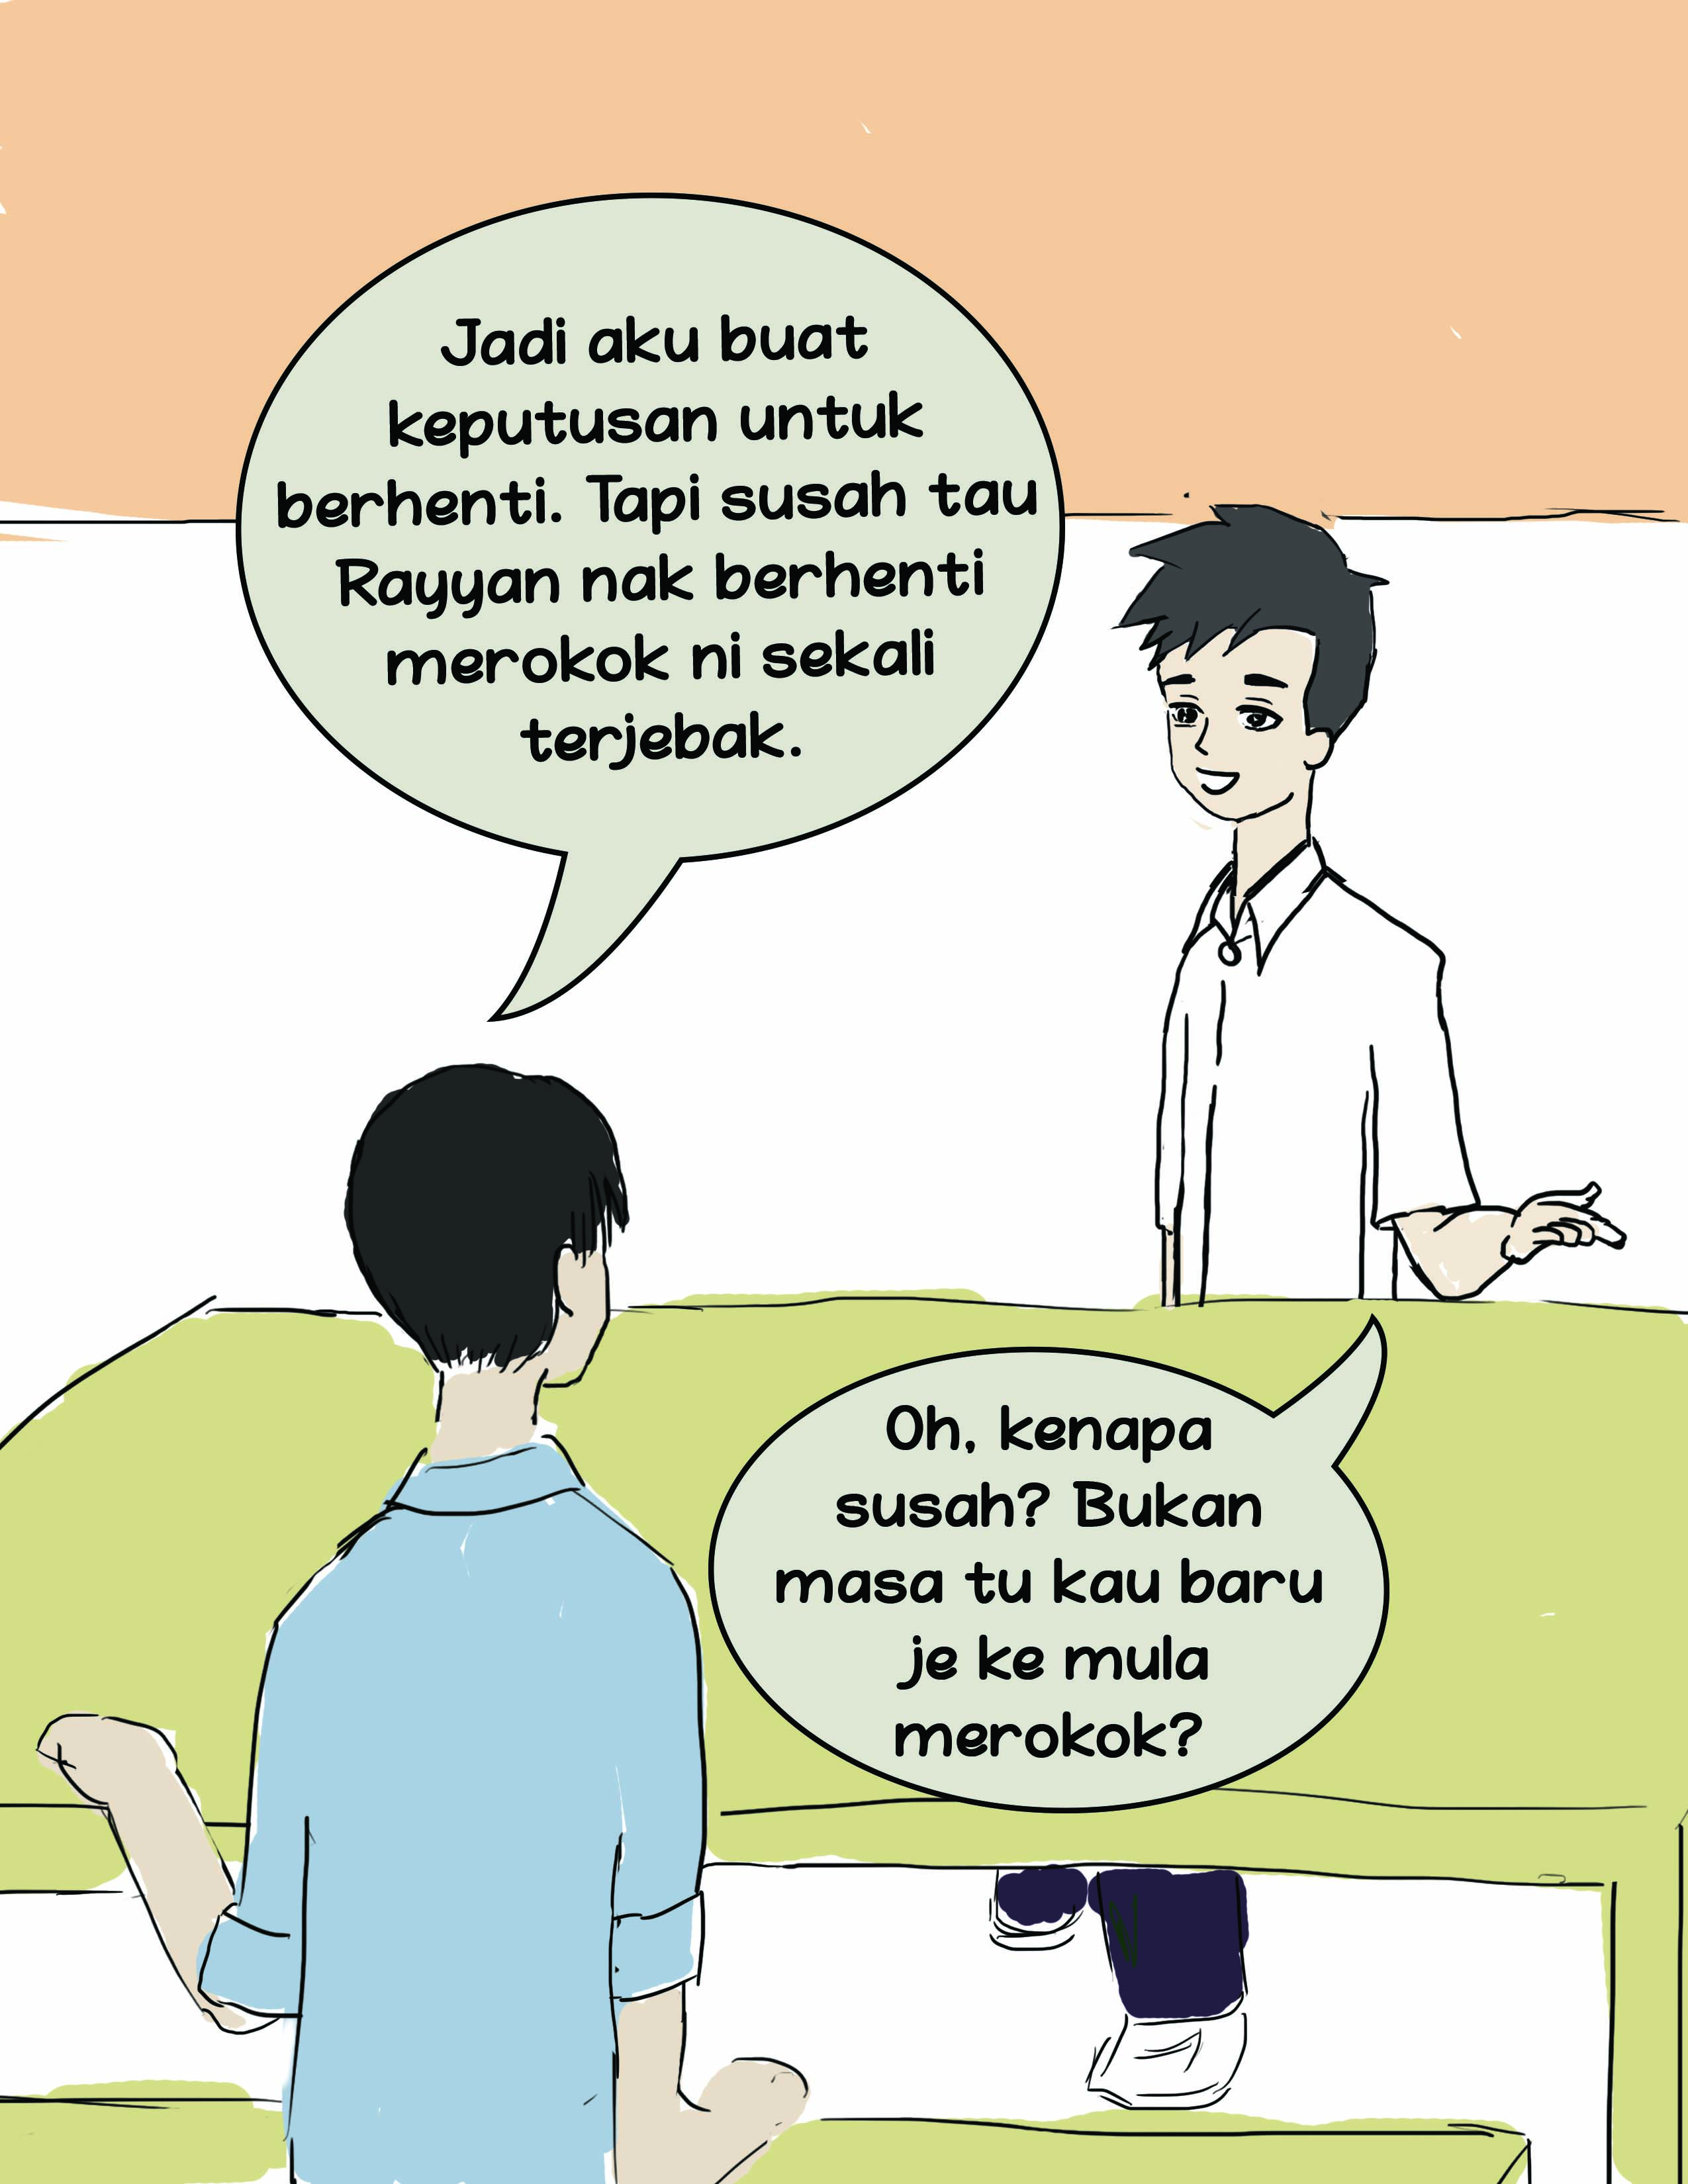 Jadi aku buat
keputusan untuk
berhenti. Tapi susah tau
Rayyan nak berhenti
merokok ni sekali
terjebak.
Oh, kenapa
susah? Bukan
masa tu kau baru
je ke mula
merokok?